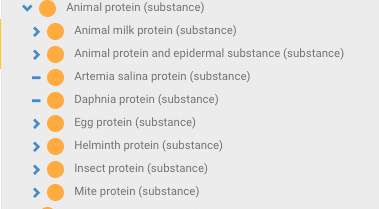 Animal protein (substance)
Animal milk protein (substance)
Animal protein and epidermal substance (substance)
Artemia salina protein (substance)
Daphnia protein (substance)
Egg protein (substance)
Helminth protein (substance)
Insect protein (substance)
Mite protein (substance)